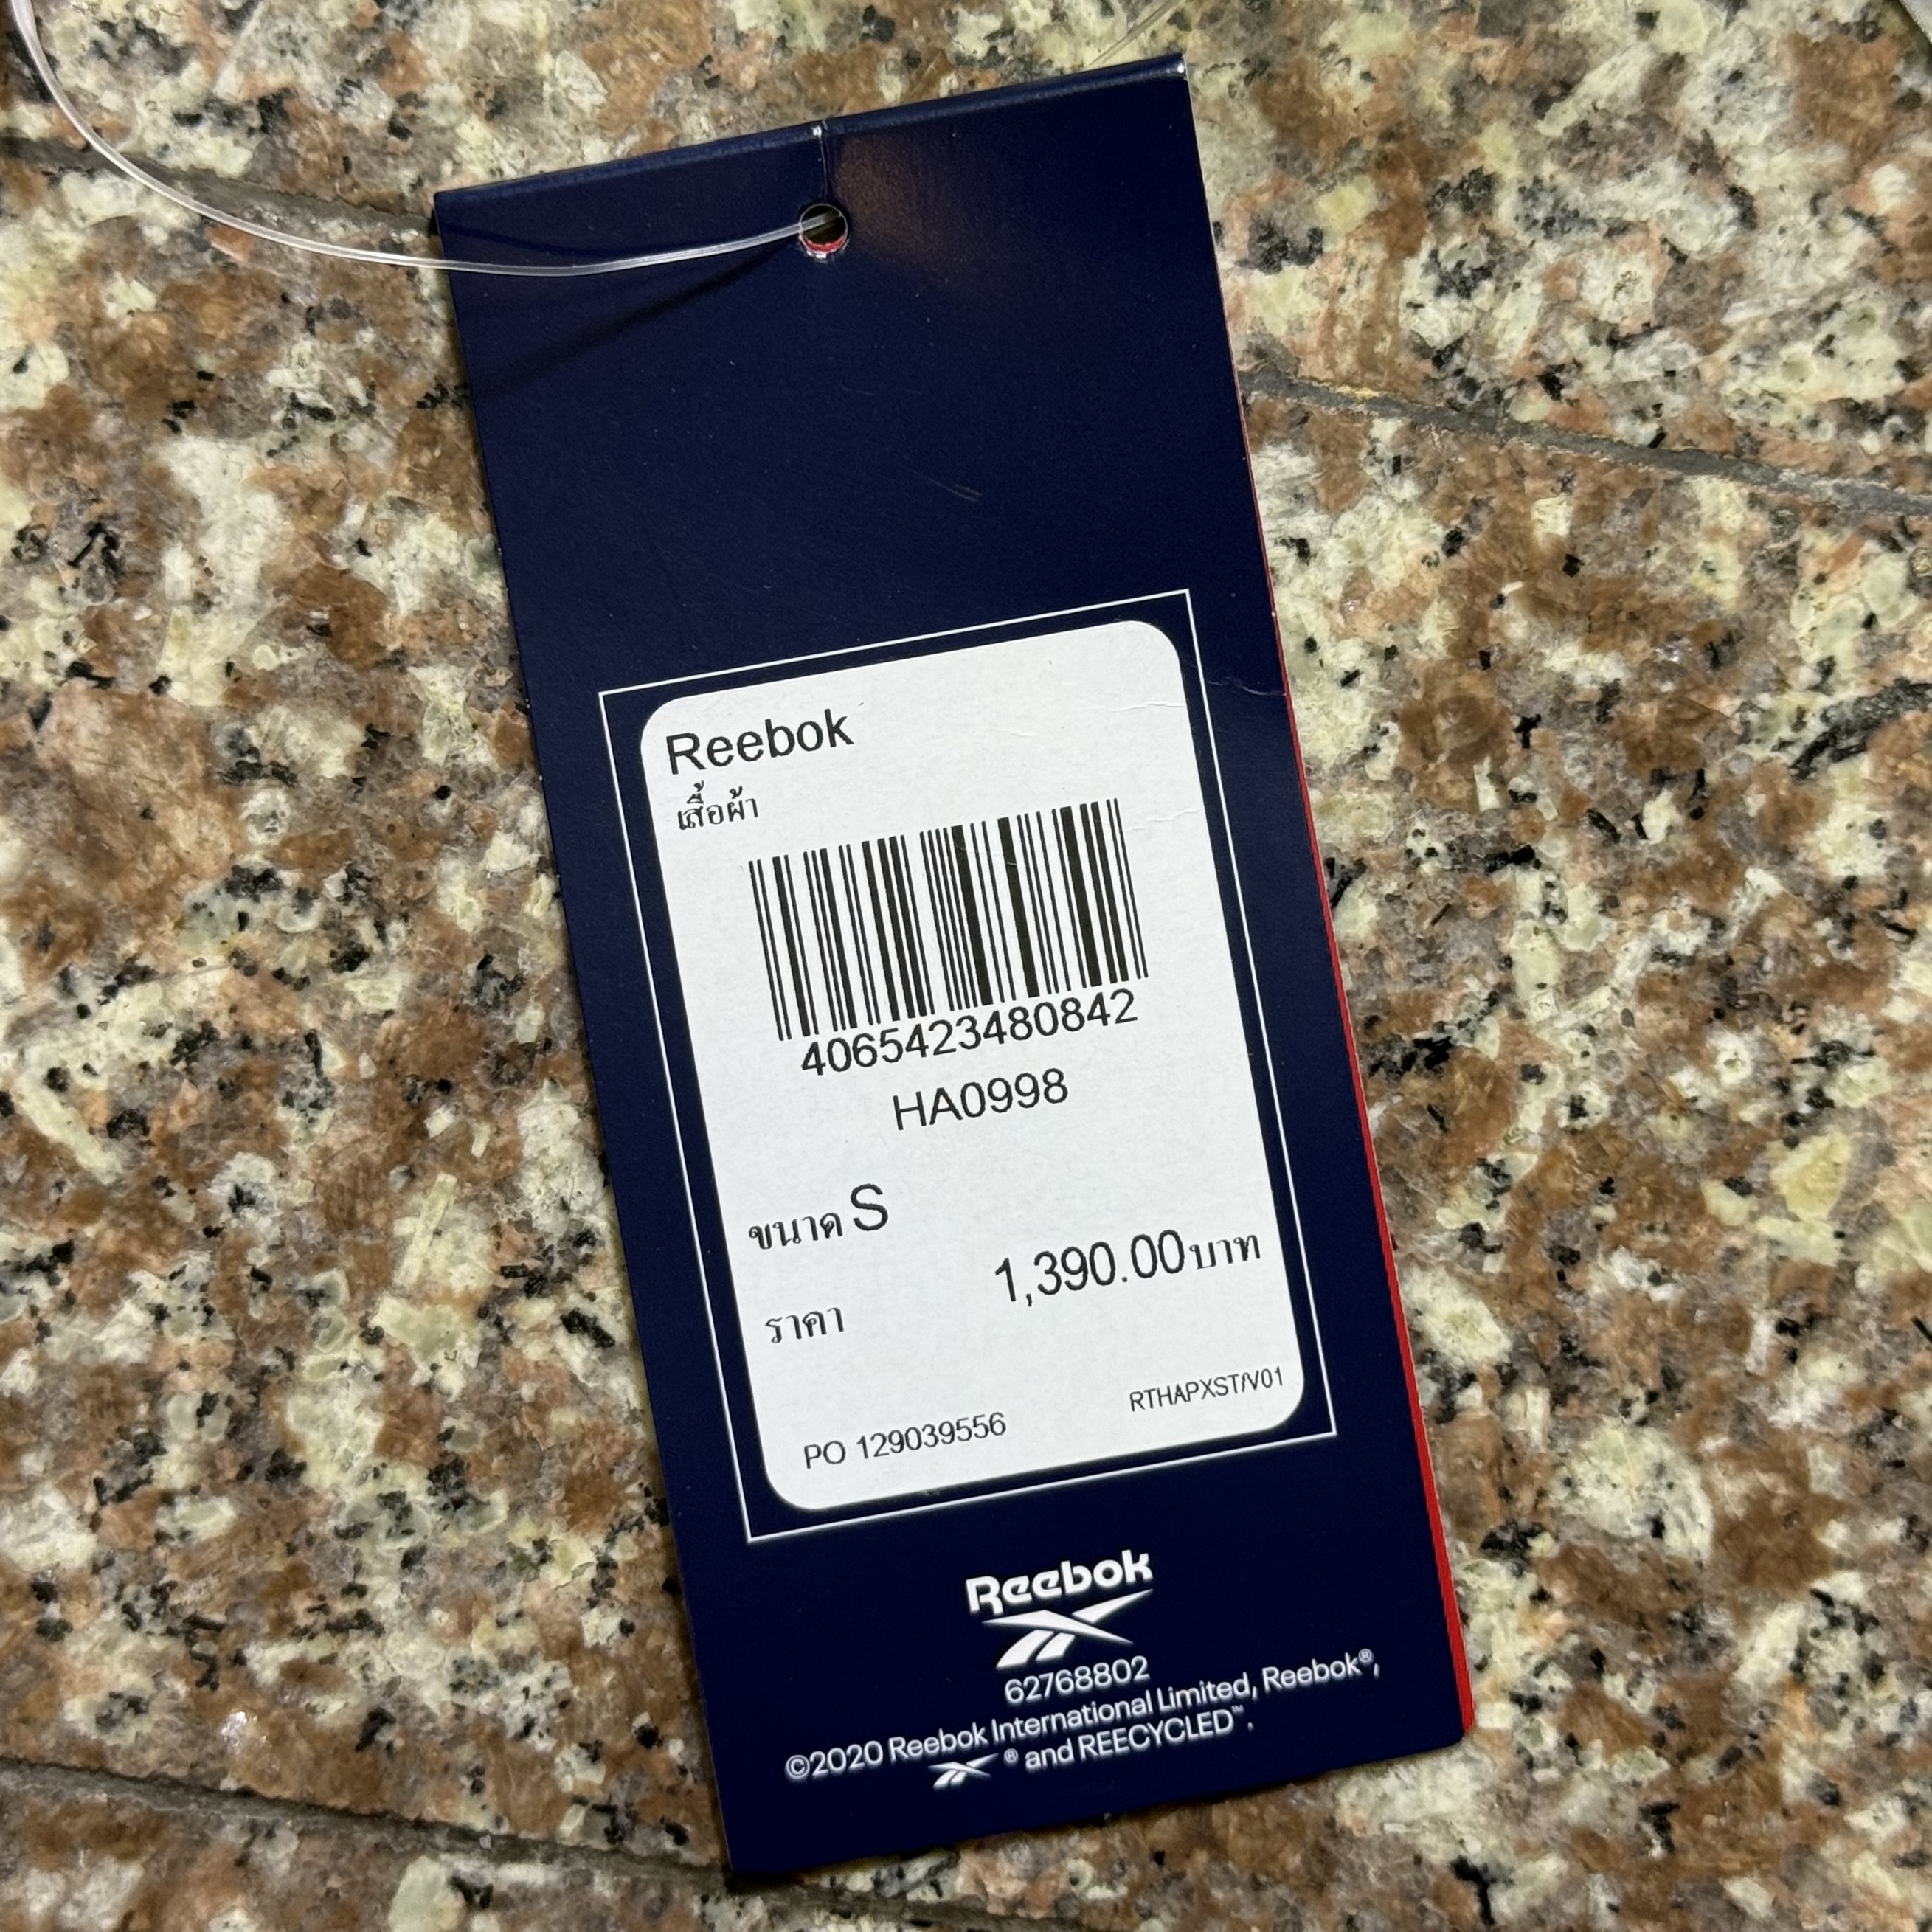 Reebok
เสื้อผ้า
4065423480842
HA0998
ขนาด S
1,390.00บาท
ราคา
RTHAPXST/V01
PO 129039556
Reebok
62768802
©2020 Reebok International Limited, Reebok®,
® and REECYCLED™.